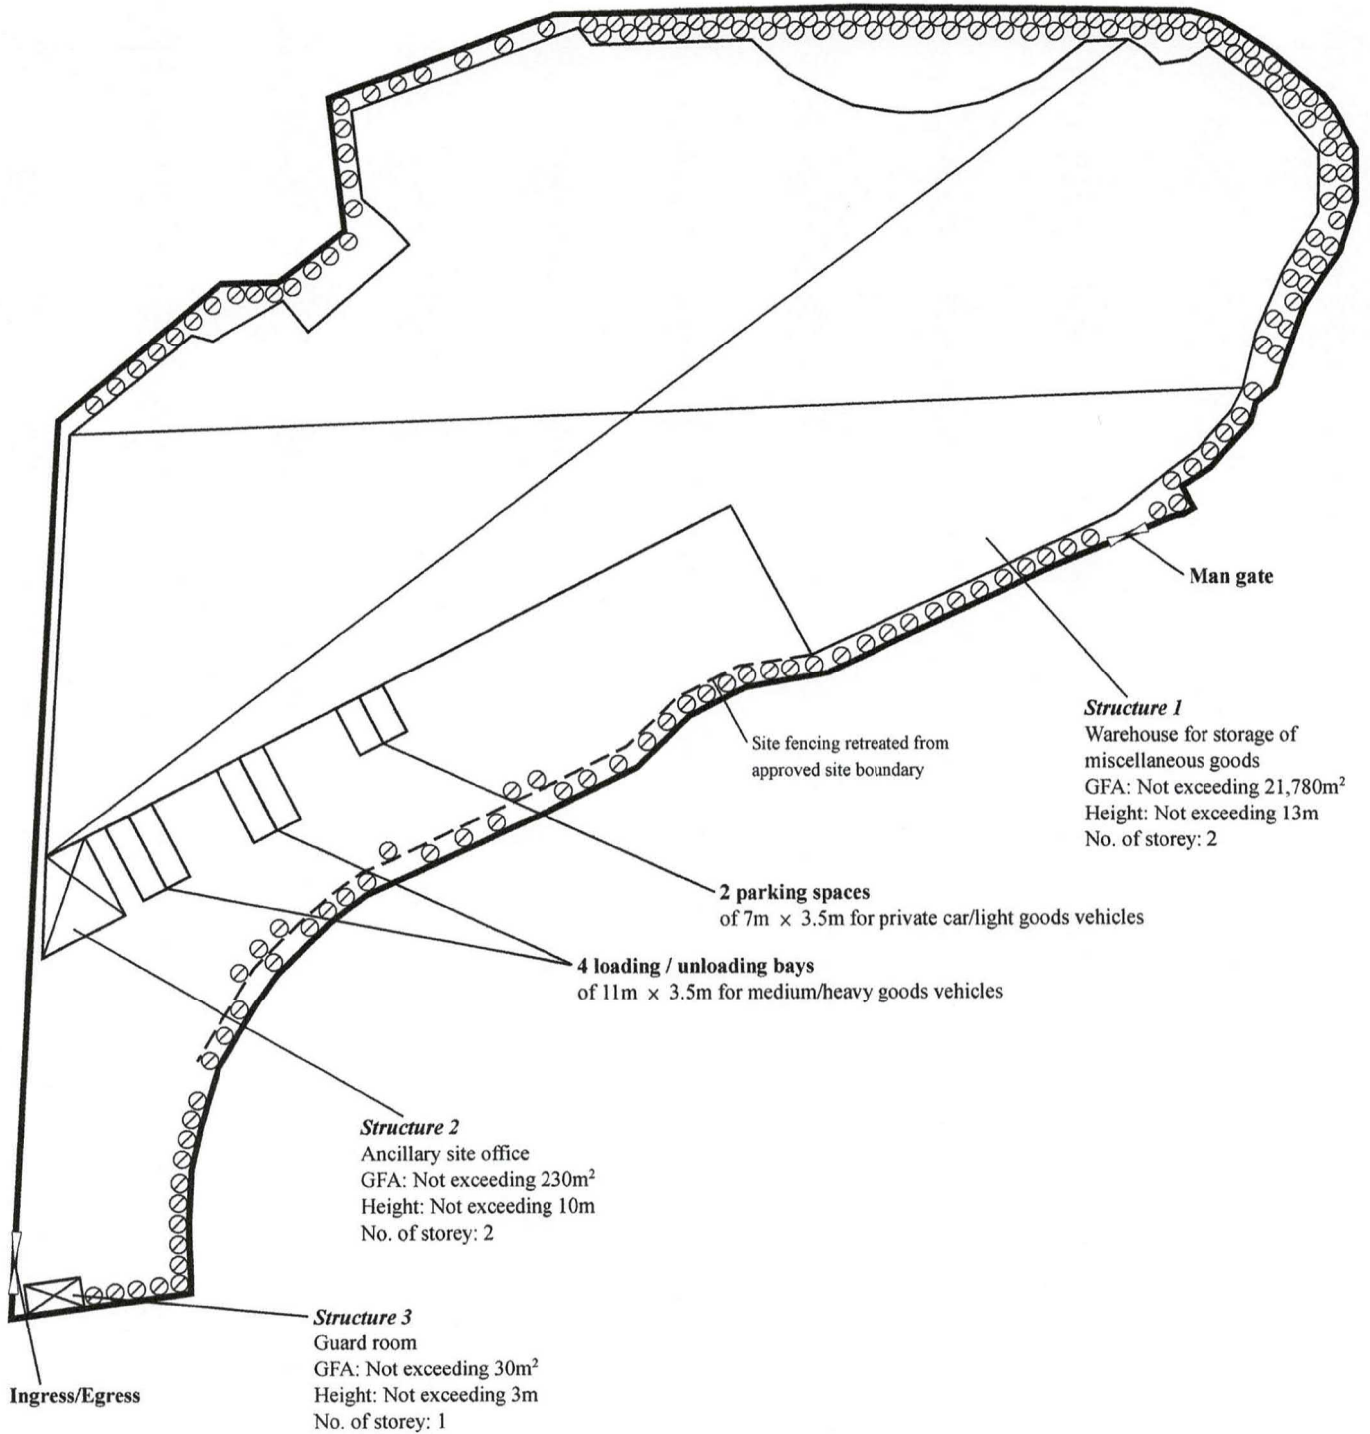 Man gate
Structure 1
Warehouse for storage of
miscellaneous goods
GFA: Not exceeding 21,780m²
Height: Not exceeding 13m
No. of storey: 2
Site fencing retreated from
approved site boundary
2 parking spaces
of 7m × 3.5m for private car/light goods vehicles
4 loading / unloading bays
of 11m × 3.5m for medium/heavy goods vehicles
Structure 2
Ancillary site office
GFA: Not exceeding 230m²
Height: Not exceeding 10m
No. of storey: 2
Structure 3
Guard room
GFA: Not exceeding 30m²
Height: Not exceeding 3m
No. of storey: 1
Ingress/Egress